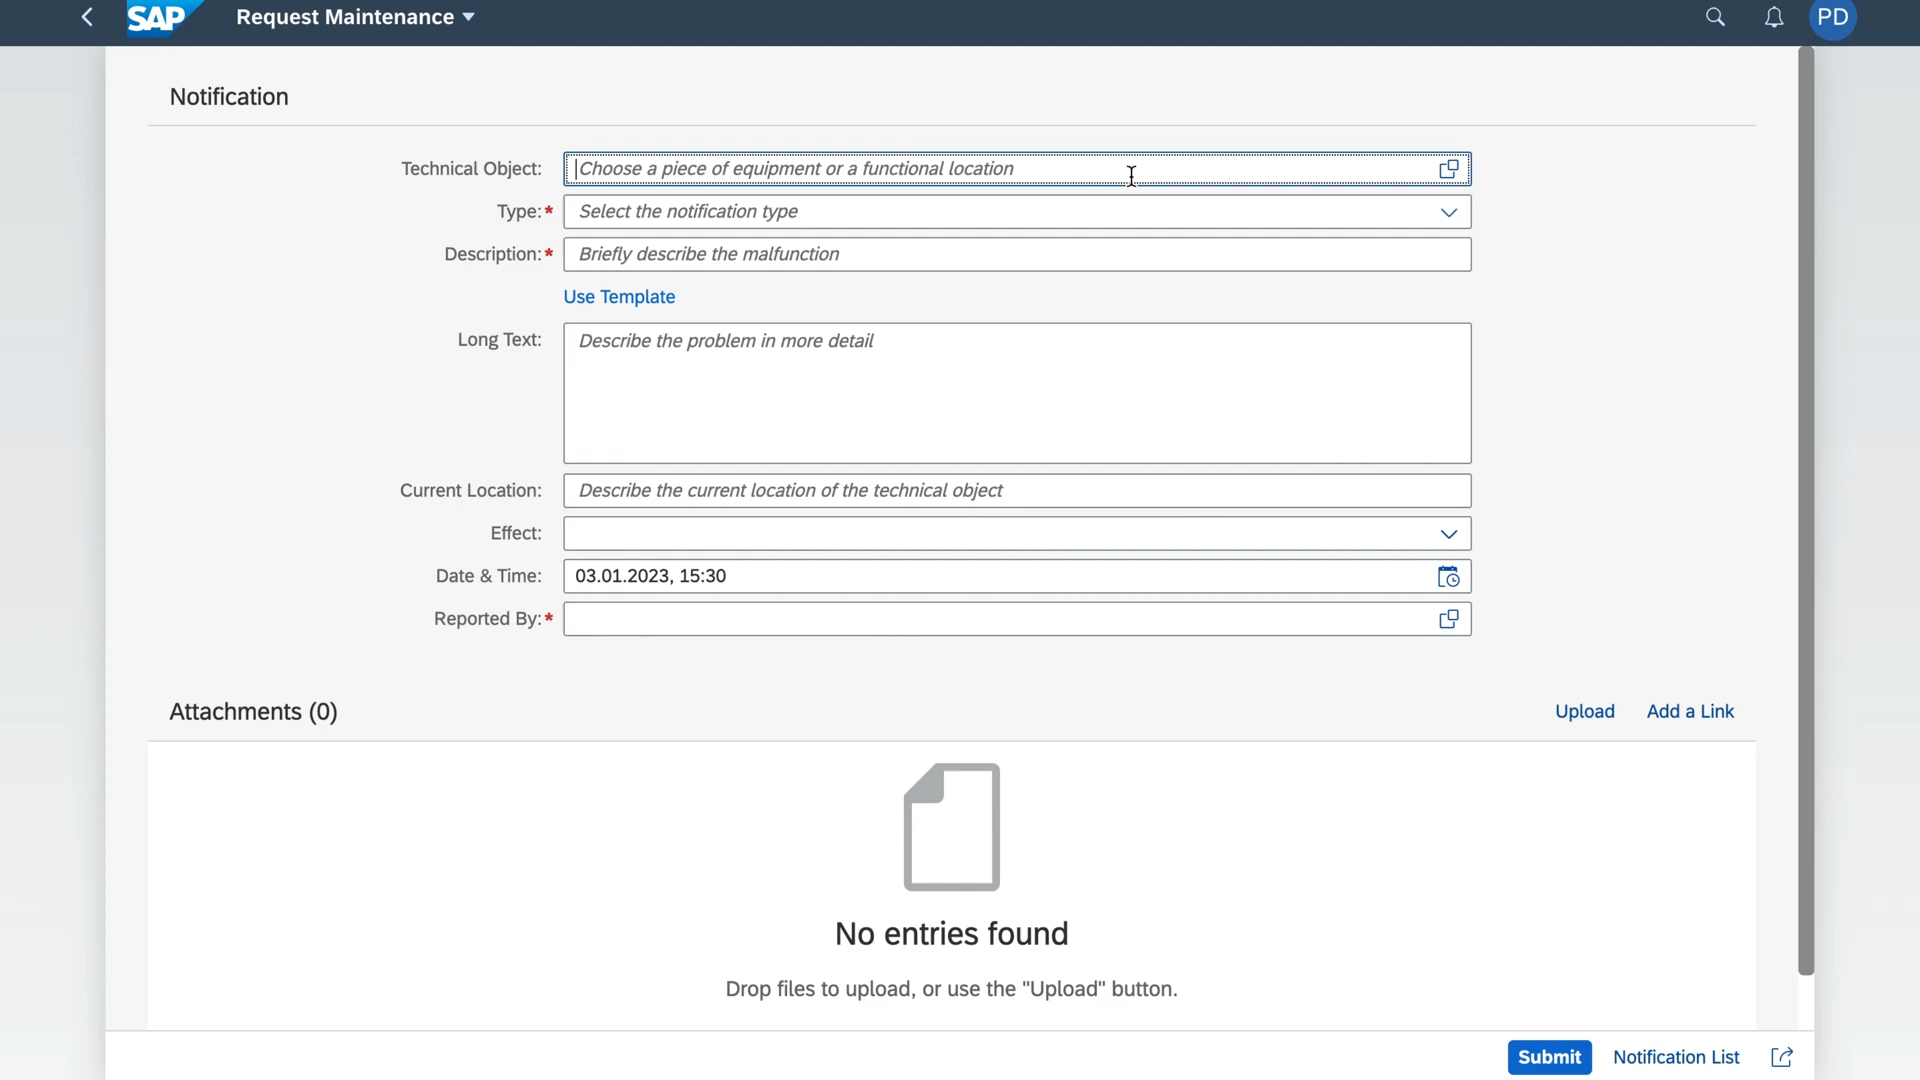 SAP Request Maintenance PD
Notification
Technical Object: Choose a piece of equipment or a functional location
Type:* Select the notification type
Description:* Briefly describe the malfunction
Use Template
Long Text: Describe the problem in more detail
Current Location: Describe the current location of the technical object
Effect:
Date & Time: 03.01.2023, 15:30
Reported By:*
Attachments (0) Upload Add a Link
No entries found
Drop files to upload, or use the "Upload" button.
Submit Notification List